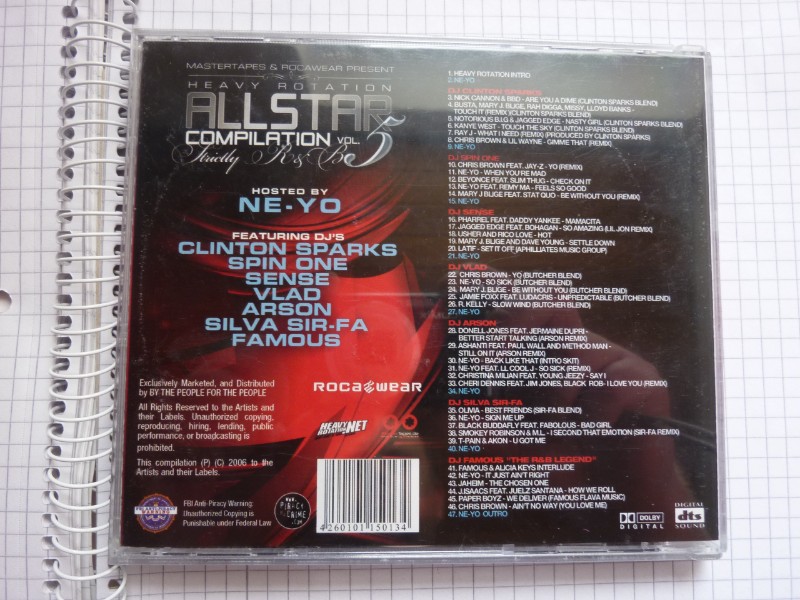 MASTERTAPES & ROCAWEAR PRESENT
HEAVY ROTATION
ALLSTAR
COMPILATION VOL. 5
Strictly R&B
HOSTED BY
NE-YO
FEATURING DJ'S
CLINTON SPARKS
SPIN ONE
SENSE
VLAD
ARSON
SILVA SIR-FA
FAMOUS
Exclusively Marketed, and Distributed
by BY THE PEOPLE FOR THE PEOPLE
All Rights Reserved to the Artists and
their Labels. Unauthorized copying,
reproducing, hiring, lending, public
performance, or broadcasting is
prohibited.
This compilation (P) (C) 2006 to the
Artists and their Labels.
FBI Anti-Piracy Warning:
Unauthorized Copying is
Punishable under Federal Law
ROCAWEAR
HEAVY
ROTATION.NET
WWW.
PIRACY
CRIME
.COM
4260101150134
1. HEAVY ROTATION INTRO
2. NE-YO
DJ CLINTON SPARKS
3. NICK CANNON & BBD - ARE YOU A DIME (CLINTON SPARKS BLEND)
4. BUSTA, MARY J. BLIGE, RAH DIGGA, MISSY, LLOYD BANKS -
TOUCH IT (REMIX )(CLINTON SPARKS BLEND)
5. NOTORIOUS B.I.G & JAGGED EDGE - NASTY GIRL (CLINTON SPARKS BLEND)
6. KANYE WEST - TOUCH THE SKY (CLINTON SPARKS BLEND)
7. RAY J - WHAT I NEED (REMIX) (PRODUCED BY CLINTON SPARKS)
8. CHRIS BROWN & LIL WAYNE - GIMME THAT (REMIX)
9. NE-YO
DJ SPIN ONE
10. CHRIS BROWN FEAT. JAY-Z - YO (REMIX)
11. NE-YO - WHEN YOU'RE MAD
12. BEYONCE FEAT. SLIM THUG - CHECK ON IT
13. NE-YO FEAT. REMY MA - FEELS SO GOOD
14. MARY J BLIGE FEAT. STAT QUO - BE WITHOUT YOU (REMIX)
15. NE-YO
DJ SENSE
16. PHARREL FEAT. DADDY YANKEE - MAMACITA
17. JAGGED EDGE FEAT. BOHAGAN - SO AMAZING (LIL JON REMIX)
18. USHER AND RICO LOVE - HOT
19. MARY J. BLIGE AND DAVE YOUNG - SETTLE DOWN
20. LATIF - SET IT OFF (APHILLIATES MUSIC GROUP)
21. NE-YO
DJ VLAD
22. CHRIS BROWN - YO (BUTCHER BLEND)
23. NE-YO - SO SICK (BUTCHER BLEND)
24. MARY J. BLIGE - BE WITHOUT YOU (BUTCHER BLEND)
25. JAMIE FOXX FEAT. LUDACRIS - UNPREDICTABLE (BUTCHER BLEND)
26. R. KELLY - SLOW WIND (BUTCHER BLEND)
27. NE-YO
DJ ARSON
28. DONELL JONES FEAT. JERMAINE DUPRI -
BETTER START TALKING (ARSON REMIX)
29. ASHANTI FEAT. PAUL WALL AND METHOD MAN -
STILL ON IT (ARSON REMIX)
30. NE-YO - BACK LIKE THAT (INTRO SKIT)
31. NE-YO FEAT. LL COOL J - SO SICK (REMIX)
32. CHRISTINA MILIAN FEAT. YOUNG JEEZY - SAY I
33. CHERI DENNIS FEAT. JIM JONES, BLACK ROB - I LOVE YOU (REMIX)
34. NE-YO
DJ SILVA SIR-FA
35. OLIVIA - BEST FRIENDS (SIR-FA BLEND)
36. NE-YO - SIGN ME UP
37. BLACK BUDDAFLY FEAT. FABOLOUS - BAD GIRL
38. SMOKEY ROBINSON & M.L. - I SECOND THAT EMOTION (SIR-FA REMIX)
39. T-PAIN & AKON - U GOT ME
40. NE-YO
DJ FAMOUS "THE R&B LEGEND"
41. FAMOUS & ALICIA KEYS INTERLUDE
42. NE-YO - IT JUST AIN'T RIGHT
43. JAHEIM - THE CHOSEN ONE
44. J.ISAACS FEAT. JUELZ SANTANA - HOW WE ROLL
45. PAPER BOYZ - WE DELIVER (FAMOUS FLAVA MUSIC)
46. CHRIS BROWN - AIN'T NO WAY (YOU LOVE ME)
47. NE-YO OUTRO
DOLBY
DIGITAL
DIGITAL
dts
SOUND